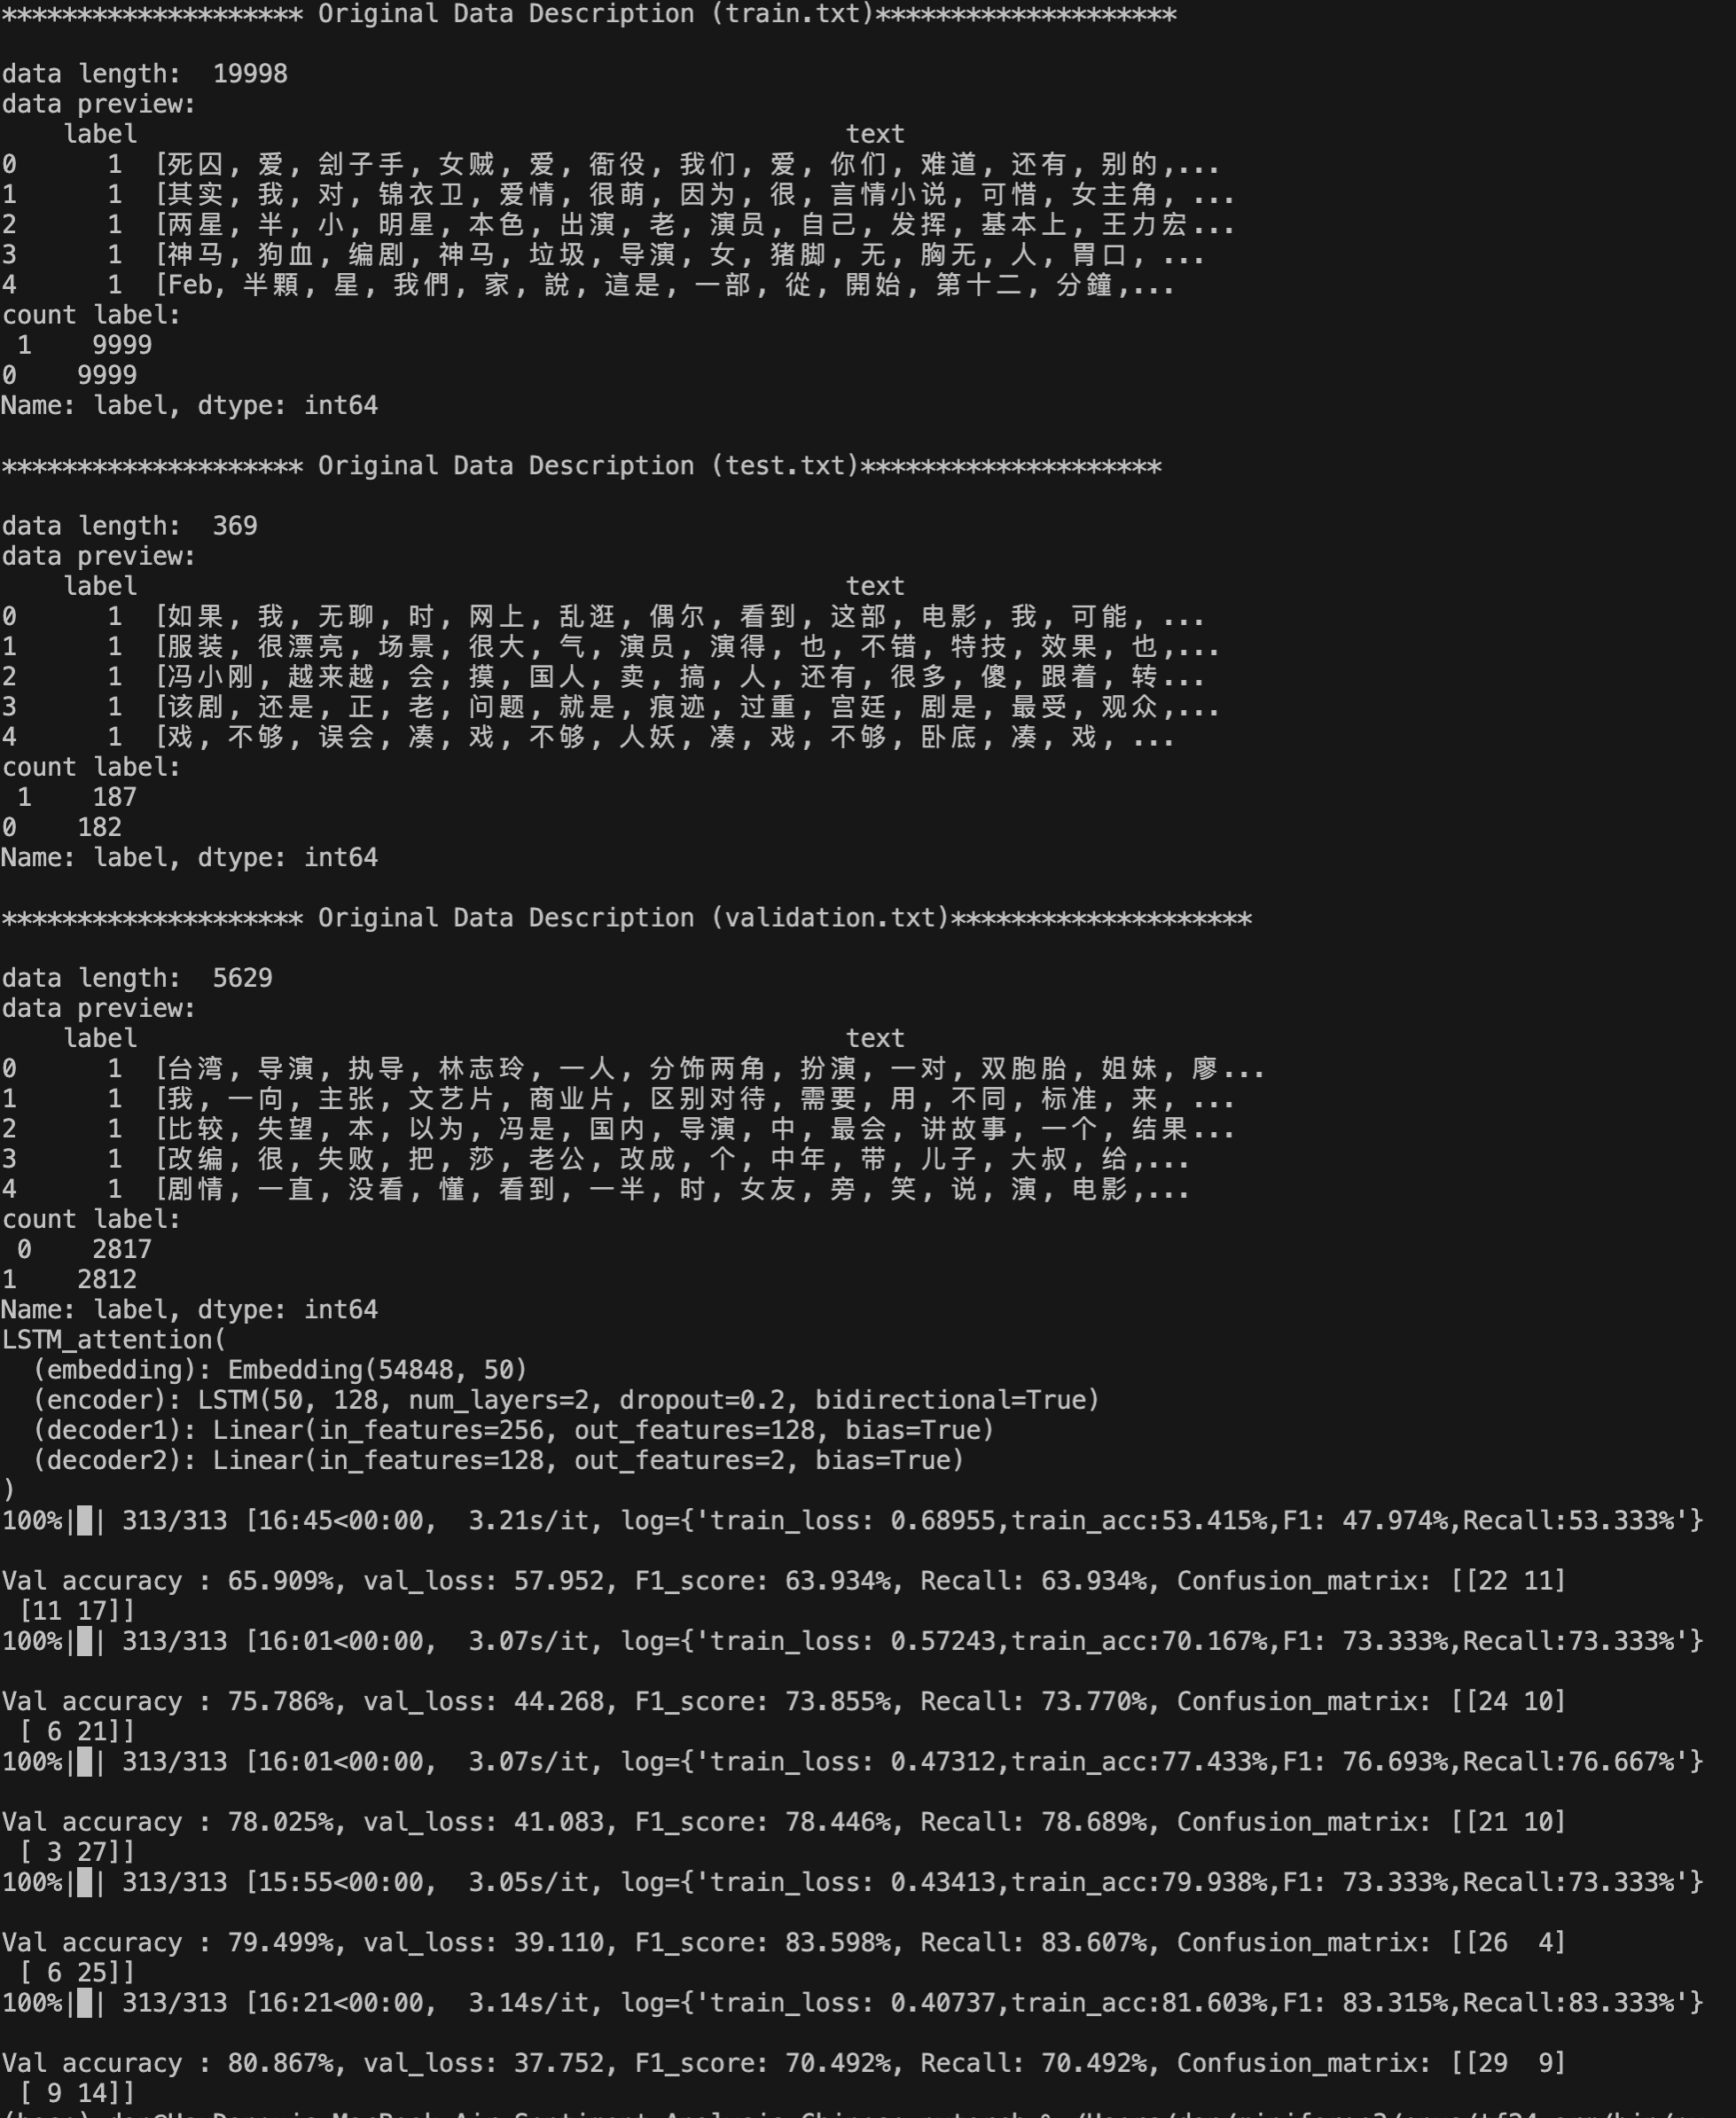 ******************** Original Data Description (train.txt)********************
data length:  19998
data preview:
    label                                               text
0      1  [死囚, 爱, 刽子手, 女贼, 爱, 衙役, 我们, 爱, 你们, 难道, 还有, 别的,...
1      1  [其实, 我, 对, 锦衣卫, 爱情, 很萌, 因为, 很, 言情小说, 可惜, 女主角, ...
2      1  [两星, 半, 小, 明星, 本色, 出演, 老, 演员, 自己, 发挥, 基本上, 王力宏...
3      1  [神马, 狗血, 编剧, 神马, 垃圾, 导演, 女, 猪脚, 无, 胸无, 人, 胃口, ...
4      1  [Feb, 半顆, 星, 我們, 家, 說, 這是, 一部, 從, 開始, 第十二, 分鐘,...
count label:
 1    9999
0    9999
Name: label, dtype: int64
******************** Original Data Description (test.txt)********************
data length:  369
data preview:
    label                                               text
0      1  [如果, 我, 无聊, 时, 网上, 乱逛, 偶尔, 看到, 这部, 电影, 我, 可能, ...
1      1  [服装, 很漂亮, 场景, 很大, 气, 演员, 演得, 也, 不错, 特技, 效果, 也,...
2      1  [冯小刚, 越来越, 会, 摸, 国人, 卖, 搞, 人, 还有, 很多, 傻, 跟着, 转...
3      1  [该剧, 还是, 正, 老, 问题, 就是, 痕迹, 过重, 宫廷, 剧是, 最受, 观众,...
4      1  [戏, 不够, 误会, 凑, 戏, 不够, 人妖, 凑, 戏, 不够, 卧底, 凑, 戏, ...
count label:
 1    187
0    182
Name: label, dtype: int64
******************** Original Data Description (validation.txt)********************
data length:  5629
data preview:
    label                                               text
0      1  [台湾, 导演, 执导, 林志玲, 一人, 分饰两角, 扮演, 一对, 双胞胎, 姐妹, 廖...
1      1  [我, 一向, 主张, 文艺片, 商业片, 区别对待, 需要, 用, 不同, 标准, 来, ...
2      1  [比较, 失望, 本, 以为, 冯是, 国内, 导演, 中, 最会, 讲故事, 一个, 结果...
3      1  [改编, 很, 失败, 把, 莎, 老公, 改成, 个, 中年, 带, 儿子, 大叔, 给,...
4      1  [剧情, 一直, 没看, 懂, 看到, 一半, 时, 女友, 旁, 笑, 说, 演, 电影,...
count label:
 0    2817
1    2812
Name: label, dtype: int64
LSTM_attention(
  (embedding): Embedding(54848, 50)
  (encoder): LSTM(50, 128, num_layers=2, dropout=0.2, bidirectional=True)
  (decoder1): Linear(in_features=256, out_features=128, bias=True)
  (decoder2): Linear(in_features=128, out_features=2, bias=True)
)
100%|█| 313/313 [16:45<00:00,  3.21s/it, log={'train_loss: 0.68955,train_acc:53.415%,F1: 47.974%,Recall:53.333%'}
Val accuracy : 65.909%, val_loss: 57.952, F1_score: 63.934%, Recall: 63.934%, Confusion_matrix: [[22 11]
 [11 17]]
100%|█| 313/313 [16:01<00:00,  3.07s/it, log={'train_loss: 0.57243,train_acc:70.167%,F1: 73.333%,Recall:73.333%'}
Val accuracy : 75.786%, val_loss: 44.268, F1_score: 73.855%, Recall: 73.770%, Confusion_matrix: [[24 10]
 [ 6 21]]
100%|█| 313/313 [16:01<00:00,  3.07s/it, log={'train_loss: 0.47312,train_acc:77.433%,F1: 76.693%,Recall:76.667%'}
Val accuracy : 78.025%, val_loss: 41.083, F1_score: 78.446%, Recall: 78.689%, Confusion_matrix: [[21 10]
 [ 3 27]]
100%|█| 313/313 [15:55<00:00,  3.05s/it, log={'train_loss: 0.43413,train_acc:79.938%,F1: 73.333%,Recall:73.333%'}
Val accuracy : 79.499%, val_loss: 39.110, F1_score: 83.598%, Recall: 83.607%, Confusion_matrix: [[26  4]
 [ 6 25]]
100%|█| 313/313 [16:21<00:00,  3.14s/it, log={'train_loss: 0.40737,train_acc:81.603%,F1: 83.315%,Recall:83.333%'}
Val accuracy : 80.867%, val_loss: 37.752, F1_score: 70.492%, Recall: 70.492%, Confusion_matrix: [[29  9]
 [ 9 14]]